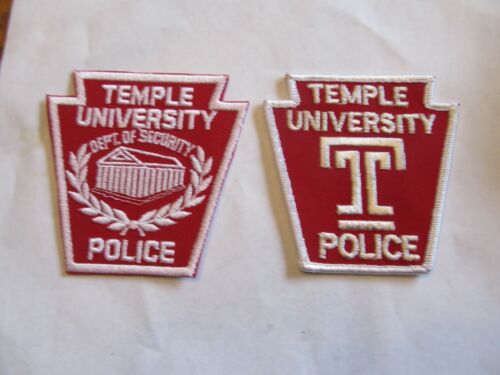 TEMPLE
UNIVERSITY
DEPT. OF SECURITY
POLICE
TEMPLE
UNIVERSITY
T
POLICE